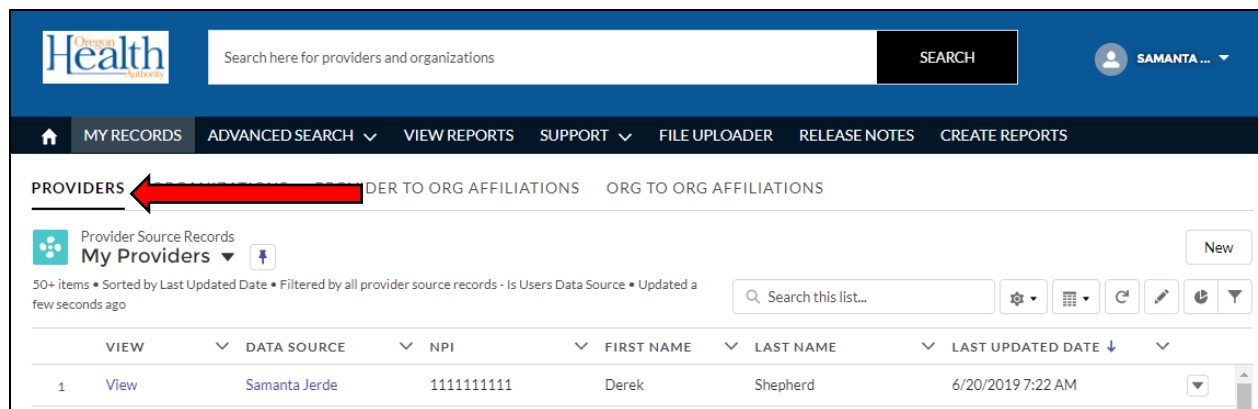 Oregon
Health
Authority
Search here for providers and organizations
SEARCH
SAMANTA ...
MY RECORDS ADVANCED SEARCH VIEW REPORTS SUPPORT FILE UPLOADER RELEASE NOTES CREATE REPORTS
PROVIDERS TO ORG AFFILIATIONS ORG TO ORG AFFILIATIONS
Provider Source Records
My Providers
New
50+ items • Sorted by Last Updated Date • Filtered by all provider source records - Is Users Data Source • Updated a
few seconds ago
Search this list...
VIEW DATA SOURCE NPI FIRST NAME LAST NAME LAST UPDATED DATE
1 View Samanta Jerde 1111111111 Derek Shepherd 6/20/2019 7:22 AM